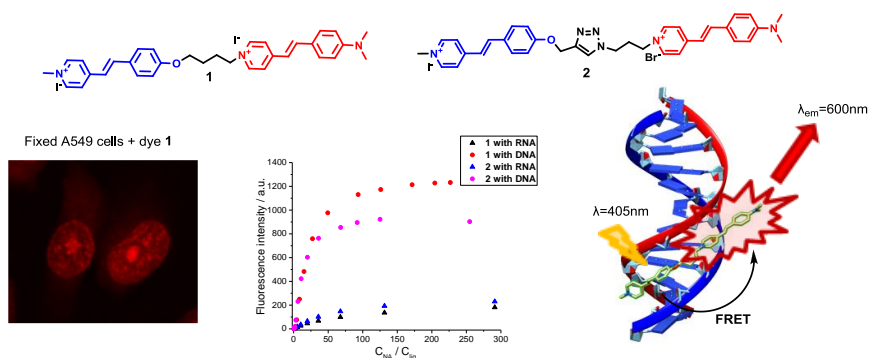 N+
I-
O
1
I-
N+
N
N+
I-
O
N=N
N
2
Br-
N+
N
Fixed A549 cells + dye 1
1 with RNA
1 with DNA
2 with RNA
2 with DNA
Fluorescence intensity / a.u.
1400
1200
1000
800
600
400
200
0
0 50 100 150 200 250 300
C_NA / C_lig
λem=600nm
λ=405nm
FRET